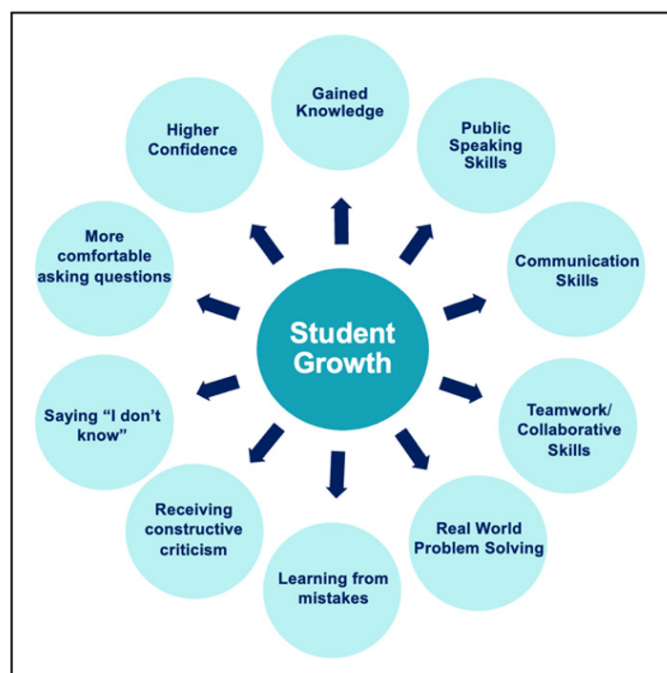 Student
Growth
Gained
Knowledge
Public
Speaking
Skills
Communication
Skills
Teamwork/
Collaborative
Skills
Real World
Problem Solving
Learning from
mistakes
Receiving
constructive
criticism
Saying “I don’t
know”
More
comfortable
asking questions
Higher
Confidence